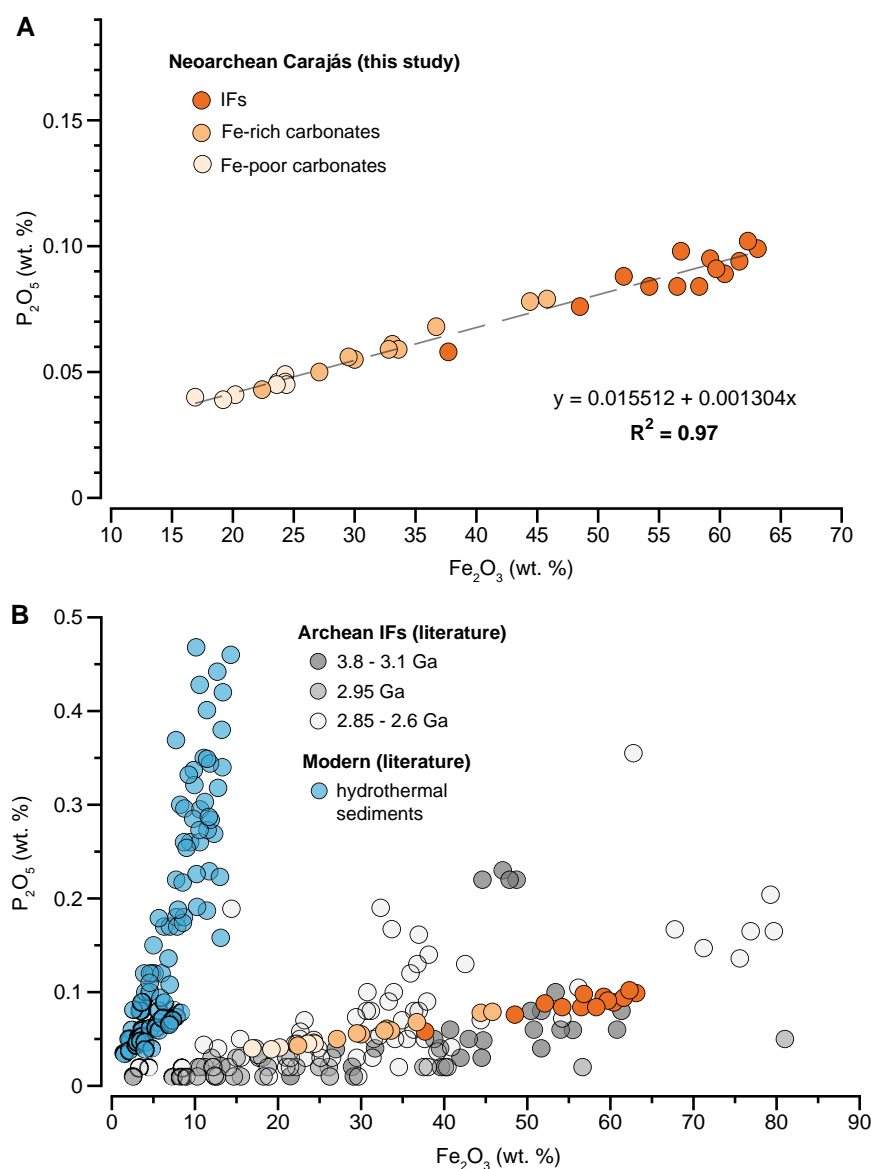 A
Neoarchean Carajás (this study)
IFs
Fe-rich carbonates
Fe-poor carbonates
0.15
0.10
0.05
0
P₂O₅ (wt. %)
y = 0.015512 + 0.001304x
R² = 0.97
10 15 20 25 30 35 40 45 50 55 60 65 70
Fe₂O₃ (wt. %)
B
Archean IFs (literature)
3.8 - 3.1 Ga
2.95 Ga
2.85 - 2.6 Ga
Modern (literature)
hydrothermal
sediments
0.5
0.4
0.3
0.2
0.1
0
P₂O₅ (wt. %)
0 10 20 30 40 50 60 70 80 90
Fe₂O₃ (wt. %)